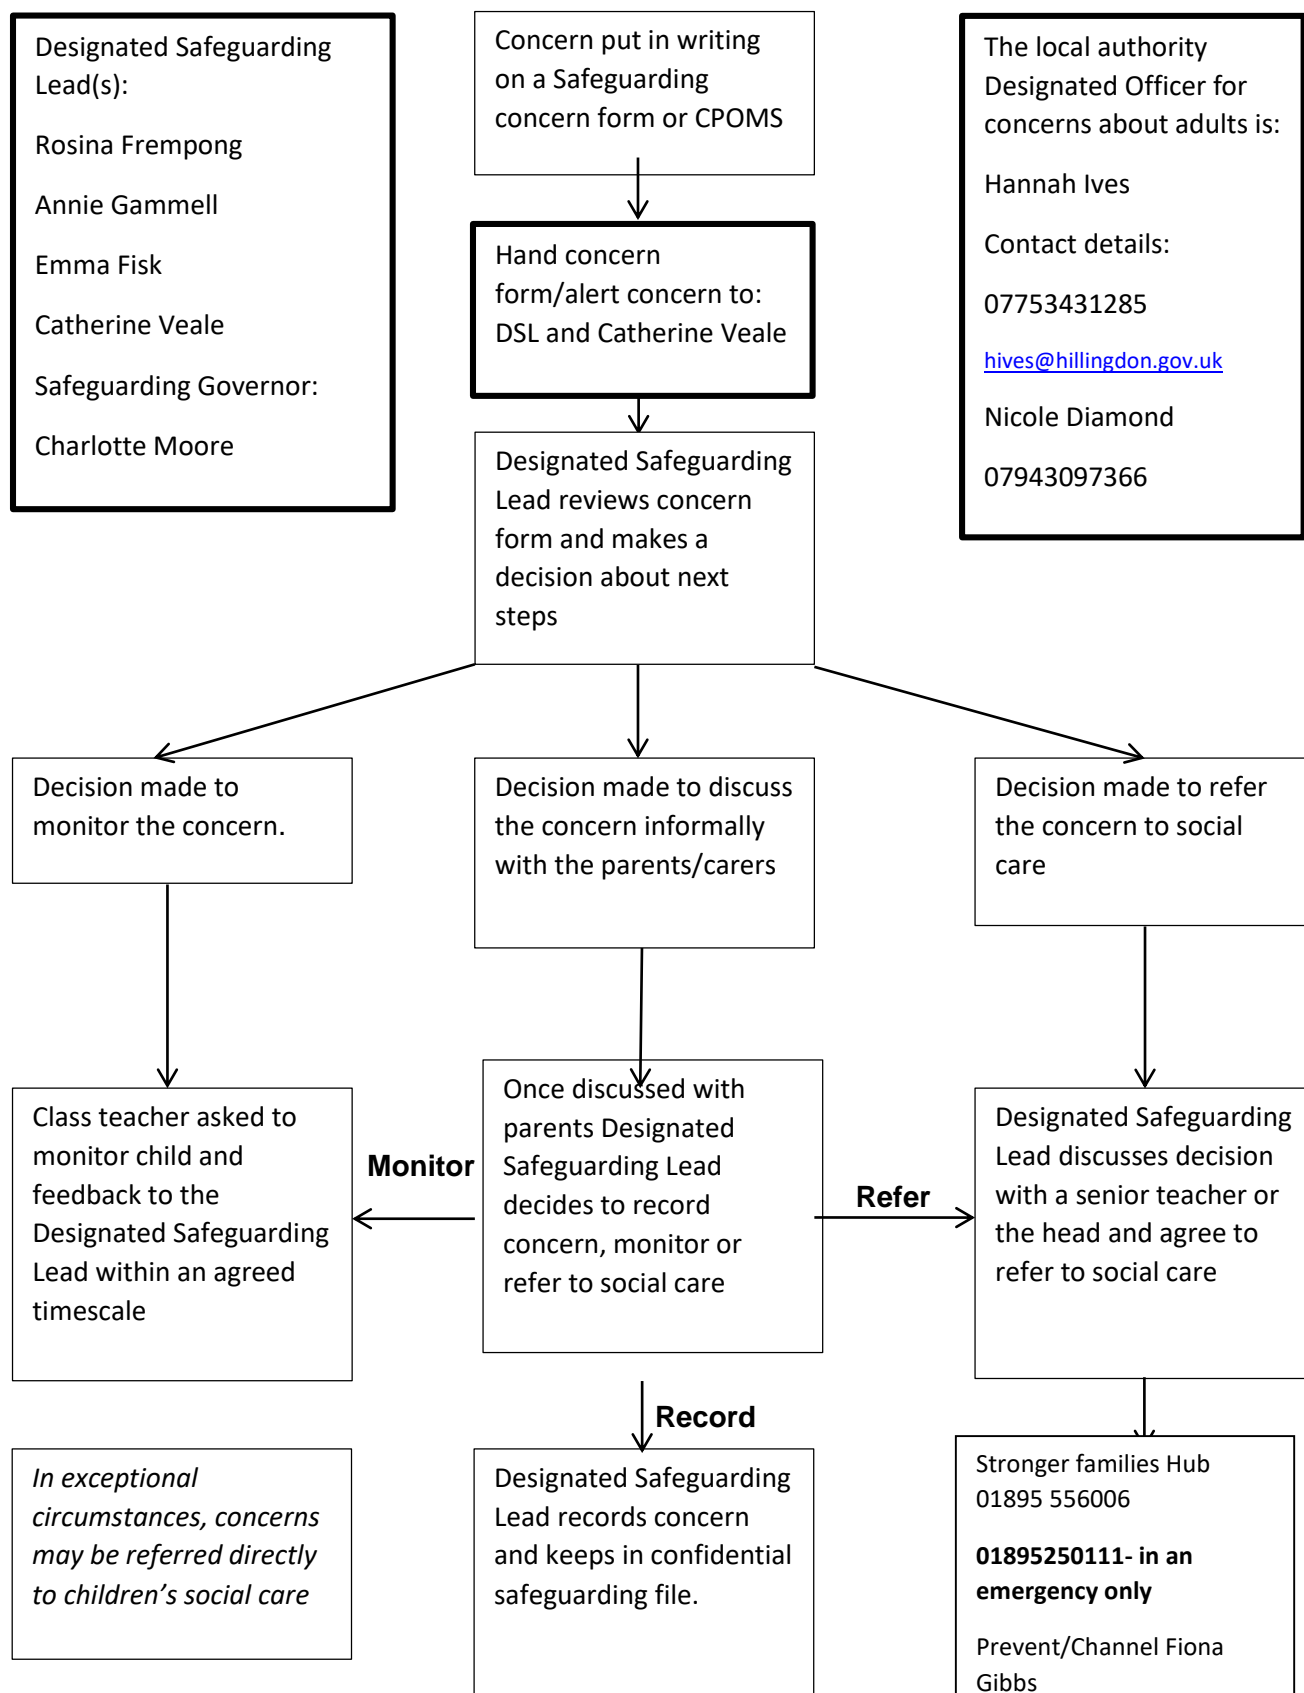 Designated Safeguarding
Lead(s):
Rosina Frempong
Annie Gammell
Emma Fisk
Catherine Veale
Safeguarding Governor:
Charlotte Moore
Concern put in writing
on a Safeguarding
concern form or CPOMS
The local authority
Designated Officer for
concerns about adults is:
Hannah Ives
Contact details:
07753431285
hives@hillingdon.gov.uk
Nicole Diamond
07943097366
Hand concern
form/alert concern to:
DSL and Catherine Veale
Designated Safeguarding
Lead reviews concern
form and makes a
decision about next
steps
Decision made to
monitor the concern.
Decision made to discuss
the concern informally
with the parents/carers
Decision made to refer
the concern to social
care
Class teacher asked to
monitor child and
feedback to the
Designated Safeguarding
Lead within an agreed
timescale
Monitor
Once discussed with
parents Designated
Safeguarding Lead
decides to record
concern, monitor or
refer to social care
Refer
Designated Safeguarding
Lead discusses decision
with a senior teacher or
the head and agree to
refer to social care
Record
In exceptional
circumstances, concerns
may be referred directly
to children’s social care
Designated Safeguarding
Lead records concern
and keeps in confidential
safeguarding file.
Stronger families Hub
01895 556006
01895250111- in an
emergency only
Prevent/Channel Fiona
Gibbs